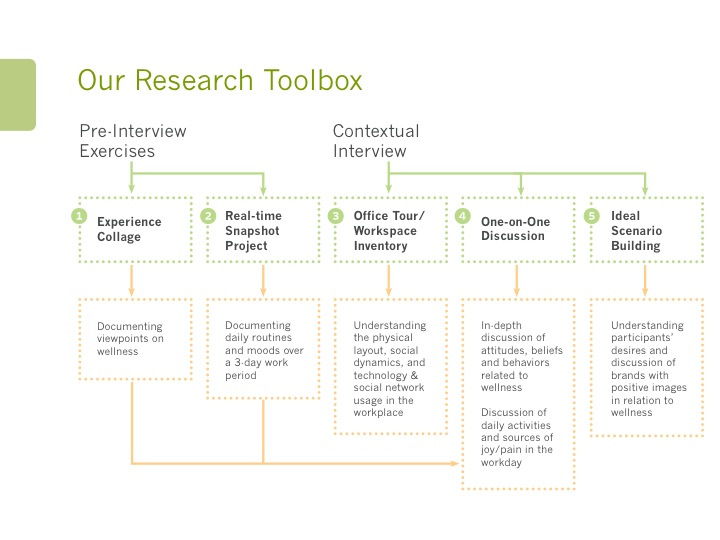 Our Research Toolbox
Pre-Interview
Exercises
Contextual
Interview
1
Experience
Collage
2
Real-time
Snapshot
Project
3
Office Tour/
Workspace
Inventory
4
One-on-One
Discussion
5
Ideal
Scenario
Building
Documenting
viewpoints on
wellness
Documenting
daily routines
and moods over
a 3-day work
period
Understanding
the physical
layout, social
dynamics, and
technology &
social network
usage in the
workplace
In-depth
discussion of
attitudes, beliefs
and behaviors
related to
wellness
Discussion of
daily activities
and sources of
joy/pain in the
workday
Understanding
participants'
desires and
discussion of
brands with
positive images
in relation to
wellness